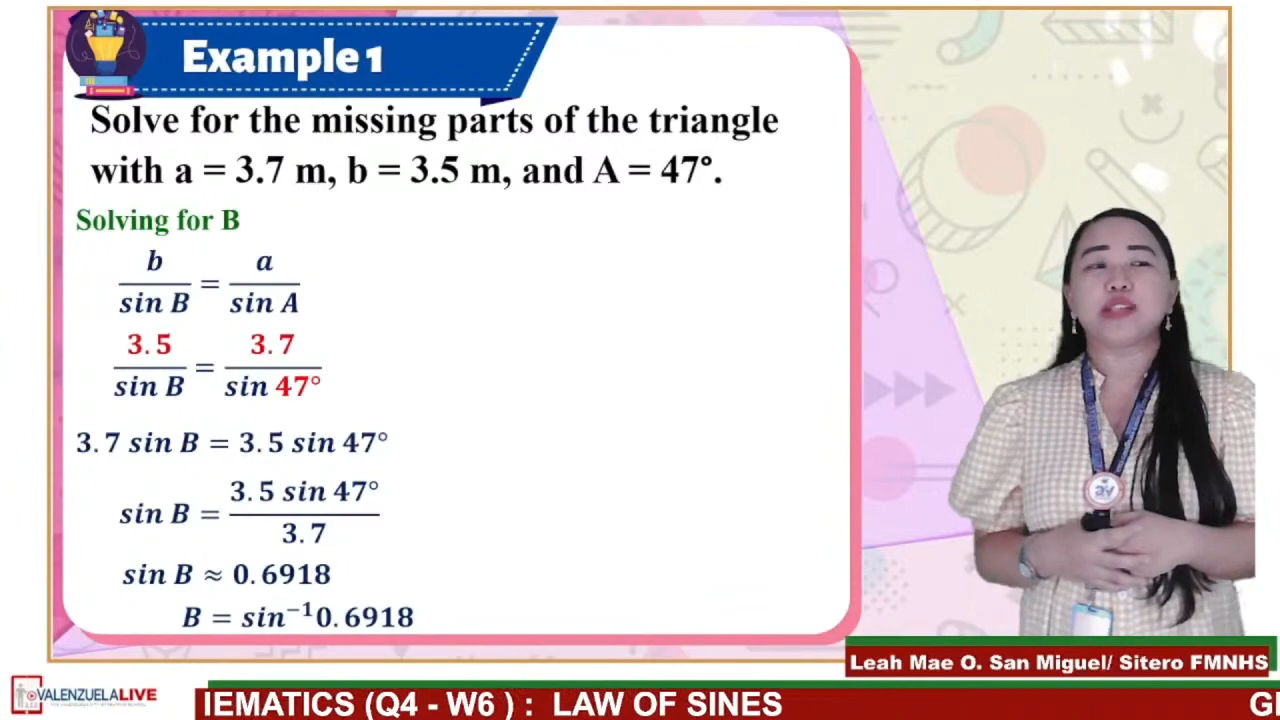 Example 1
Solve for the missing parts of the triangle
with a = 3.7 m, b = 3.5 m, and A = 47°.
Solving for B
b/sin B = a/sin A
3.5/sin B = 3.7/sin 47°
3.7 sin B = 3.5 sin 47°
sin B = 3.5 sin 47°/3.7
sin B ≈ 0.6918
B = sin⁻¹0.6918
Leah Mae O. San Miguel/ Sitero FMNHS
VALENZUELALIVE
IEMATICS (Q4 - W6 ) : LAW OF SINES
G